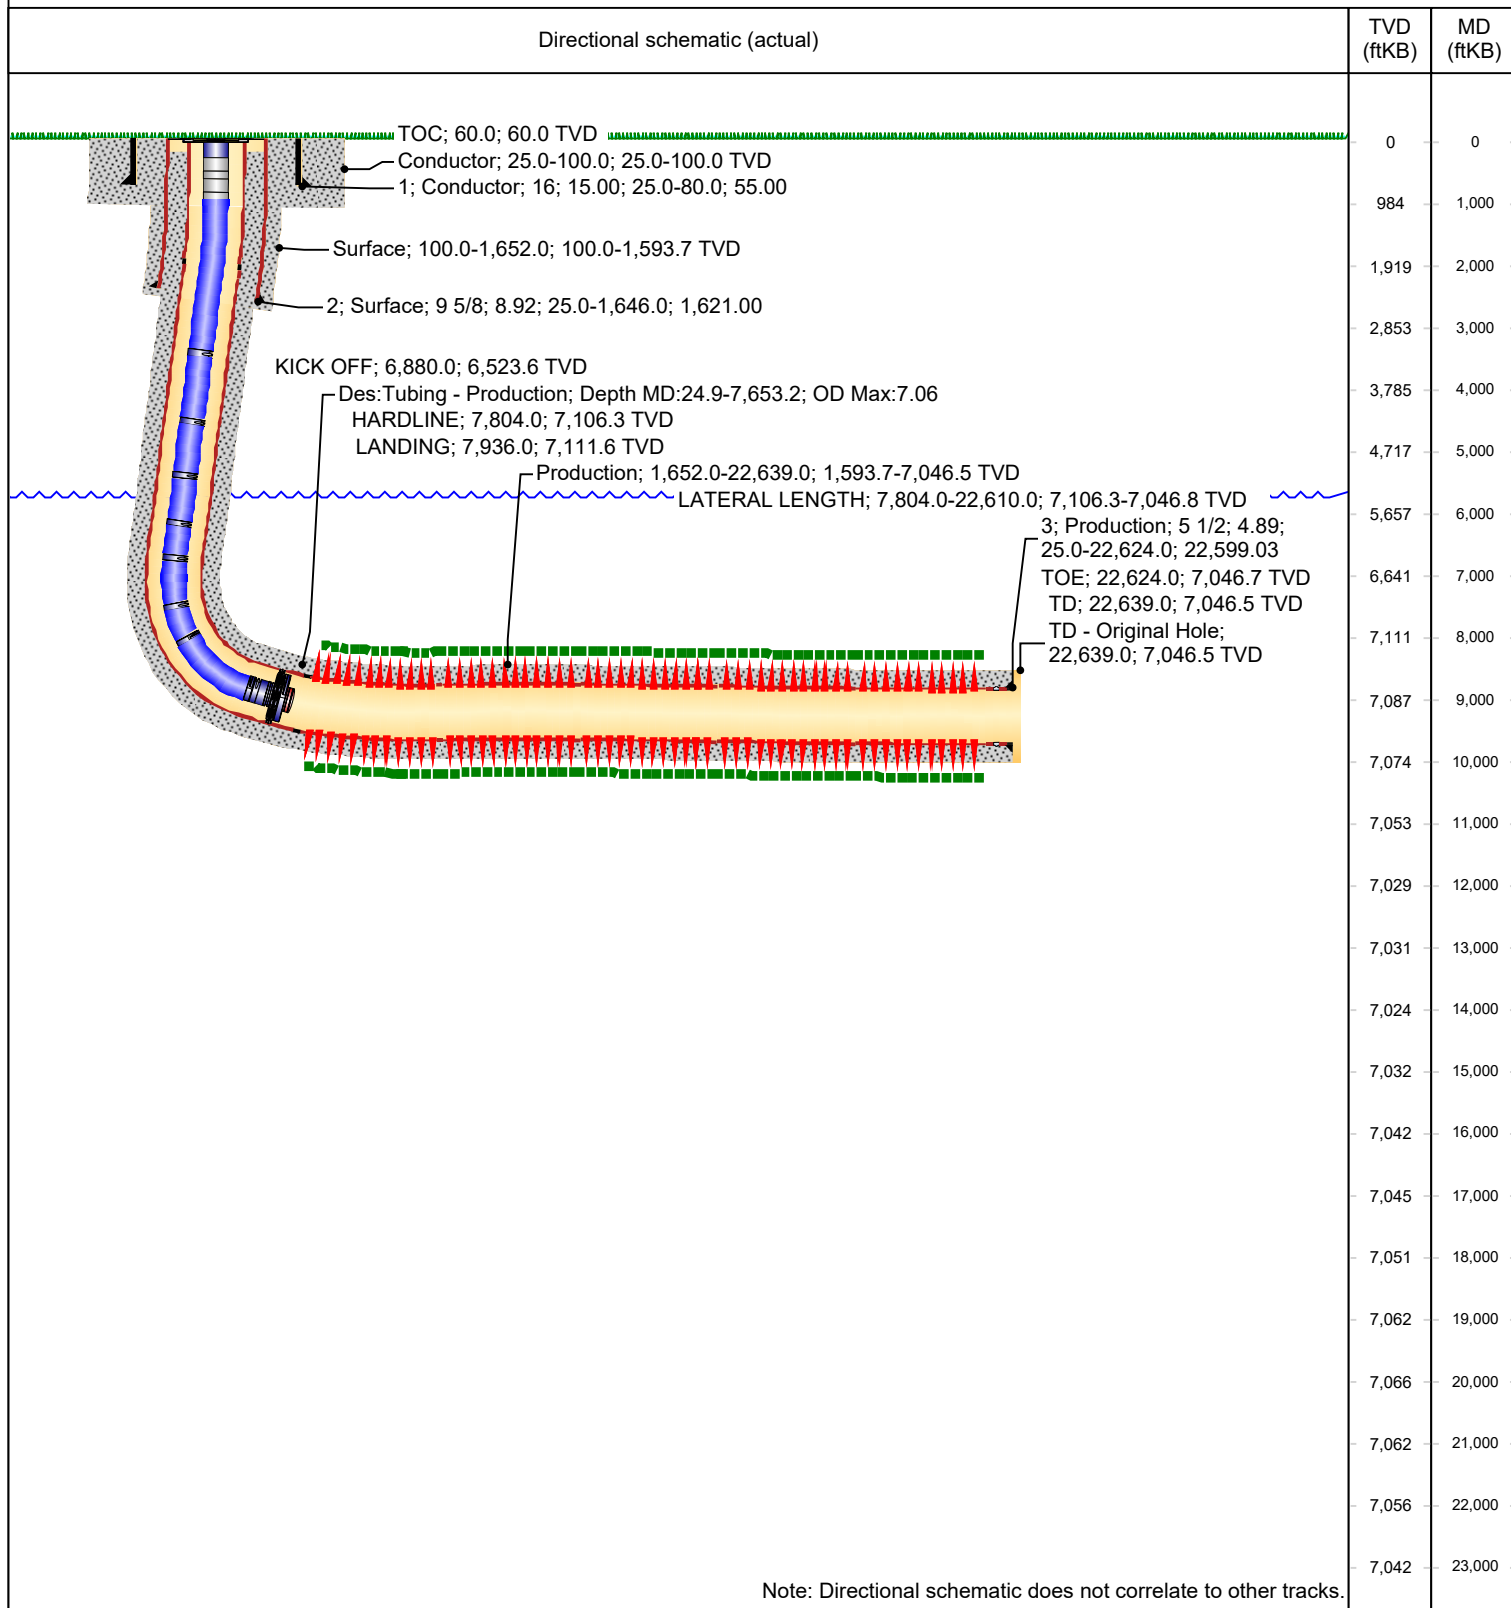 Directional schematic (actual)
TVD
(ftKB)
MD
(ftKB)
TOC; 60.0; 60.0 TVD
Conductor; 25.0-100.0; 25.0-100.0 TVD
1; Conductor; 16; 15.00; 25.0-80.0; 55.00
Surface; 100.0-1,652.0; 100.0-1,593.7 TVD
2; Surface; 9 5/8; 8.92; 25.0-1,646.0; 1,621.00
KICK OFF; 6,880.0; 6,523.6 TVD
Des:Tubing - Production; Depth MD:24.9-7,653.2; OD Max:7.06
HARDLINE; 7,804.0; 7,106.3 TVD
LANDING; 7,936.0; 7,111.6 TVD
Production; 1,652.0-22,639.0; 1,593.7-7,046.5 TVD
LATERAL LENGTH; 7,804.0-22,610.0; 7,106.3-7,046.8 TVD
3; Production; 5 1/2; 4.89;
25.0-22,624.0; 22,599.03
TOE; 22,624.0; 7,046.7 TVD
TD; 22,639.0; 7,046.5 TVD
TD - Original Hole;
22,639.0; 7,046.5 TVD
0 0
984 1,000
1,919 2,000
2,853 3,000
3,785 4,000
4,717 5,000
5,657 6,000
6,641 7,000
7,111 8,000
7,087 9,000
7,074 10,000
7,053 11,000
7,029 12,000
7,031 13,000
7,024 14,000
7,032 15,000
7,042 16,000
7,045 17,000
7,051 18,000
7,062 19,000
7,066 20,000
7,062 21,000
7,056 22,000
7,042 23,000
Note: Directional schematic does not correlate to other tracks.